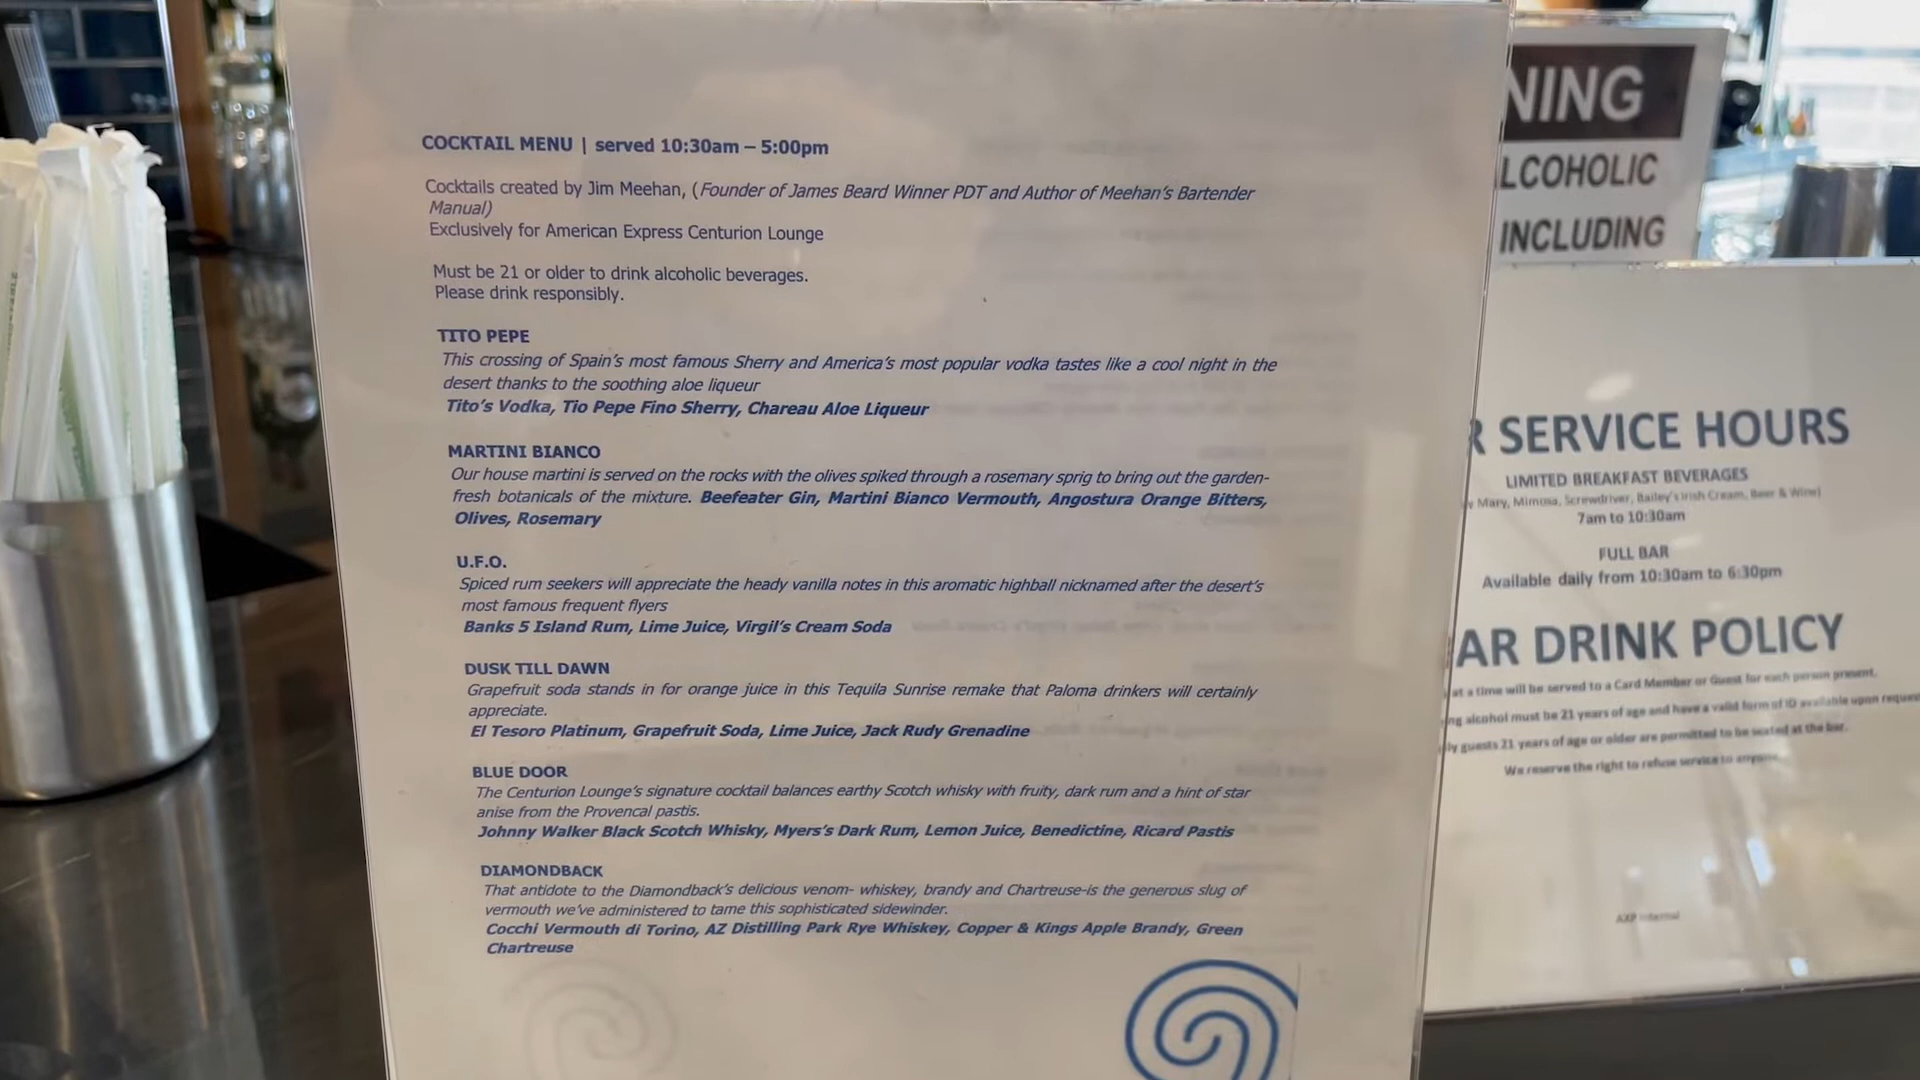 COCKTAIL MENU | served 10:30am – 5:00pm
Cocktails created by Jim Meehan, (Founder of James Beard Winner PDT and Author of Meehan's Bartender
Manual)
Exclusively for American Express Centurion Lounge
Must be 21 or older to drink alcoholic beverages.
Please drink responsibly.
TITO PEPE
This crossing of Spain's most famous Sherry and America's most popular vodka tastes like a cool night in the
desert thanks to the soothing aloe liqueur
Tito's Vodka, Tio Pepe Fino Sherry, Chareau Aloe Liqueur
MARTINI BIANCO
Our house martini is served on the rocks with the olives spiked through a rosemary sprig to bring out the garden-
fresh botanicals of the mixture. Beefeater Gin, Martini Bianco Vermouth, Angostura Orange Bitters,
Olives, Rosemary
U.F.O.
Spiced rum seekers will appreciate the heady vanilla notes in this aromatic highball nicknamed after the desert's
most famous frequent flyers
Banks 5 Island Rum, Lime Juice, Virgil's Cream Soda
DUSK TILL DAWN
Grapefruit soda stands in for orange juice in this Tequila Sunrise remake that Paloma drinkers will certainly
appreciate.
El Tesoro Platinum, Grapefruit Soda, Lime Juice, Jack Rudy Grenadine
BLUE DOOR
The Centurion Lounge's signature cocktail balances earthy Scotch whisky with fruity, dark rum and a hint of star
anise from the Provencal pastis.
Johnny Walker Black Scotch Whisky, Myers's Dark Rum, Lemon Juice, Benedictine, Ricard Pastis
DIAMONDBACK
That antidote to the Diamondback's delicious venom- whiskey, brandy and Chartreuse-is the generous slug of
vermouth we've administered to tame this sophisticated sidewinder.
Cocchi Vermouth di Torino, AZ Distilling Park Rye Whiskey, Copper & Kings Apple Brandy, Green
Chartreuse
NING
LCOHOLIC
INCLUDING
R SERVICE HOURS
LIMITED BREAKFAST BEVERAGES
y Mary, Mimosa, Screwdriver, Bailey's Irish Cream, Beer & Wine)
7am to 10:30am
FULL BAR
Available daily from 10:30am to 6:30pm
AR DRINK POLICY
at a time will be served to a Card Member or Guest for each person present.
ng alcohol must be 21 years of age and have a valid form of ID available upon request
ly guests 21 years of age or older are permitted to be seated at the bar.
We reserve the right to refuse service to anyone.
AXP Internal